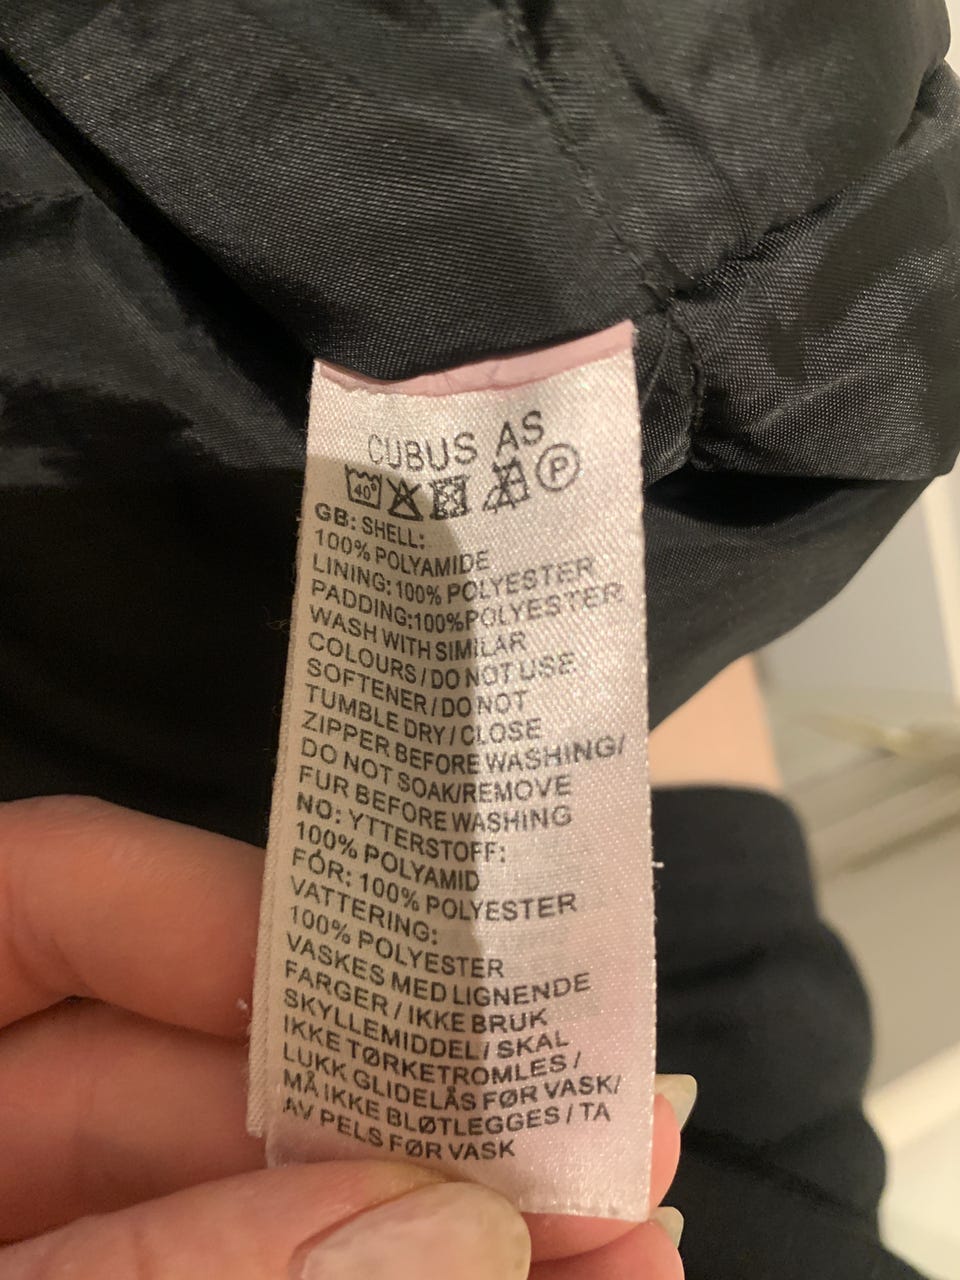 CUBUS AS
40° P
GB: SHELL:
100% POLYAMIDE
LINING: 100% POLYESTER
PADDING:100%POLYESTER
WASH WITH SIMILAR
COLOURS / DO NOT USE
SOFTENER / DO NOT
TUMBLE DRY / CLOSE
ZIPPER BEFORE WASHING/
DO NOT SOAK/REMOVE
FUR BEFORE WASHING
NO: YTTERSTOFF:
100% POLYAMID
FÓR: 100% POLYESTER
VATTERING:
100% POLYESTER
VASKES MED LIGNENDE
FARGER / IKKE BRUK
SKYLLEMIDDEL / SKAL
IKKE TØRKETROMLES /
LUKK GLIDELÅS FØR VASK/
MÅ IKKE BLØTLEGGES / TA
AV PELS FØR VASK